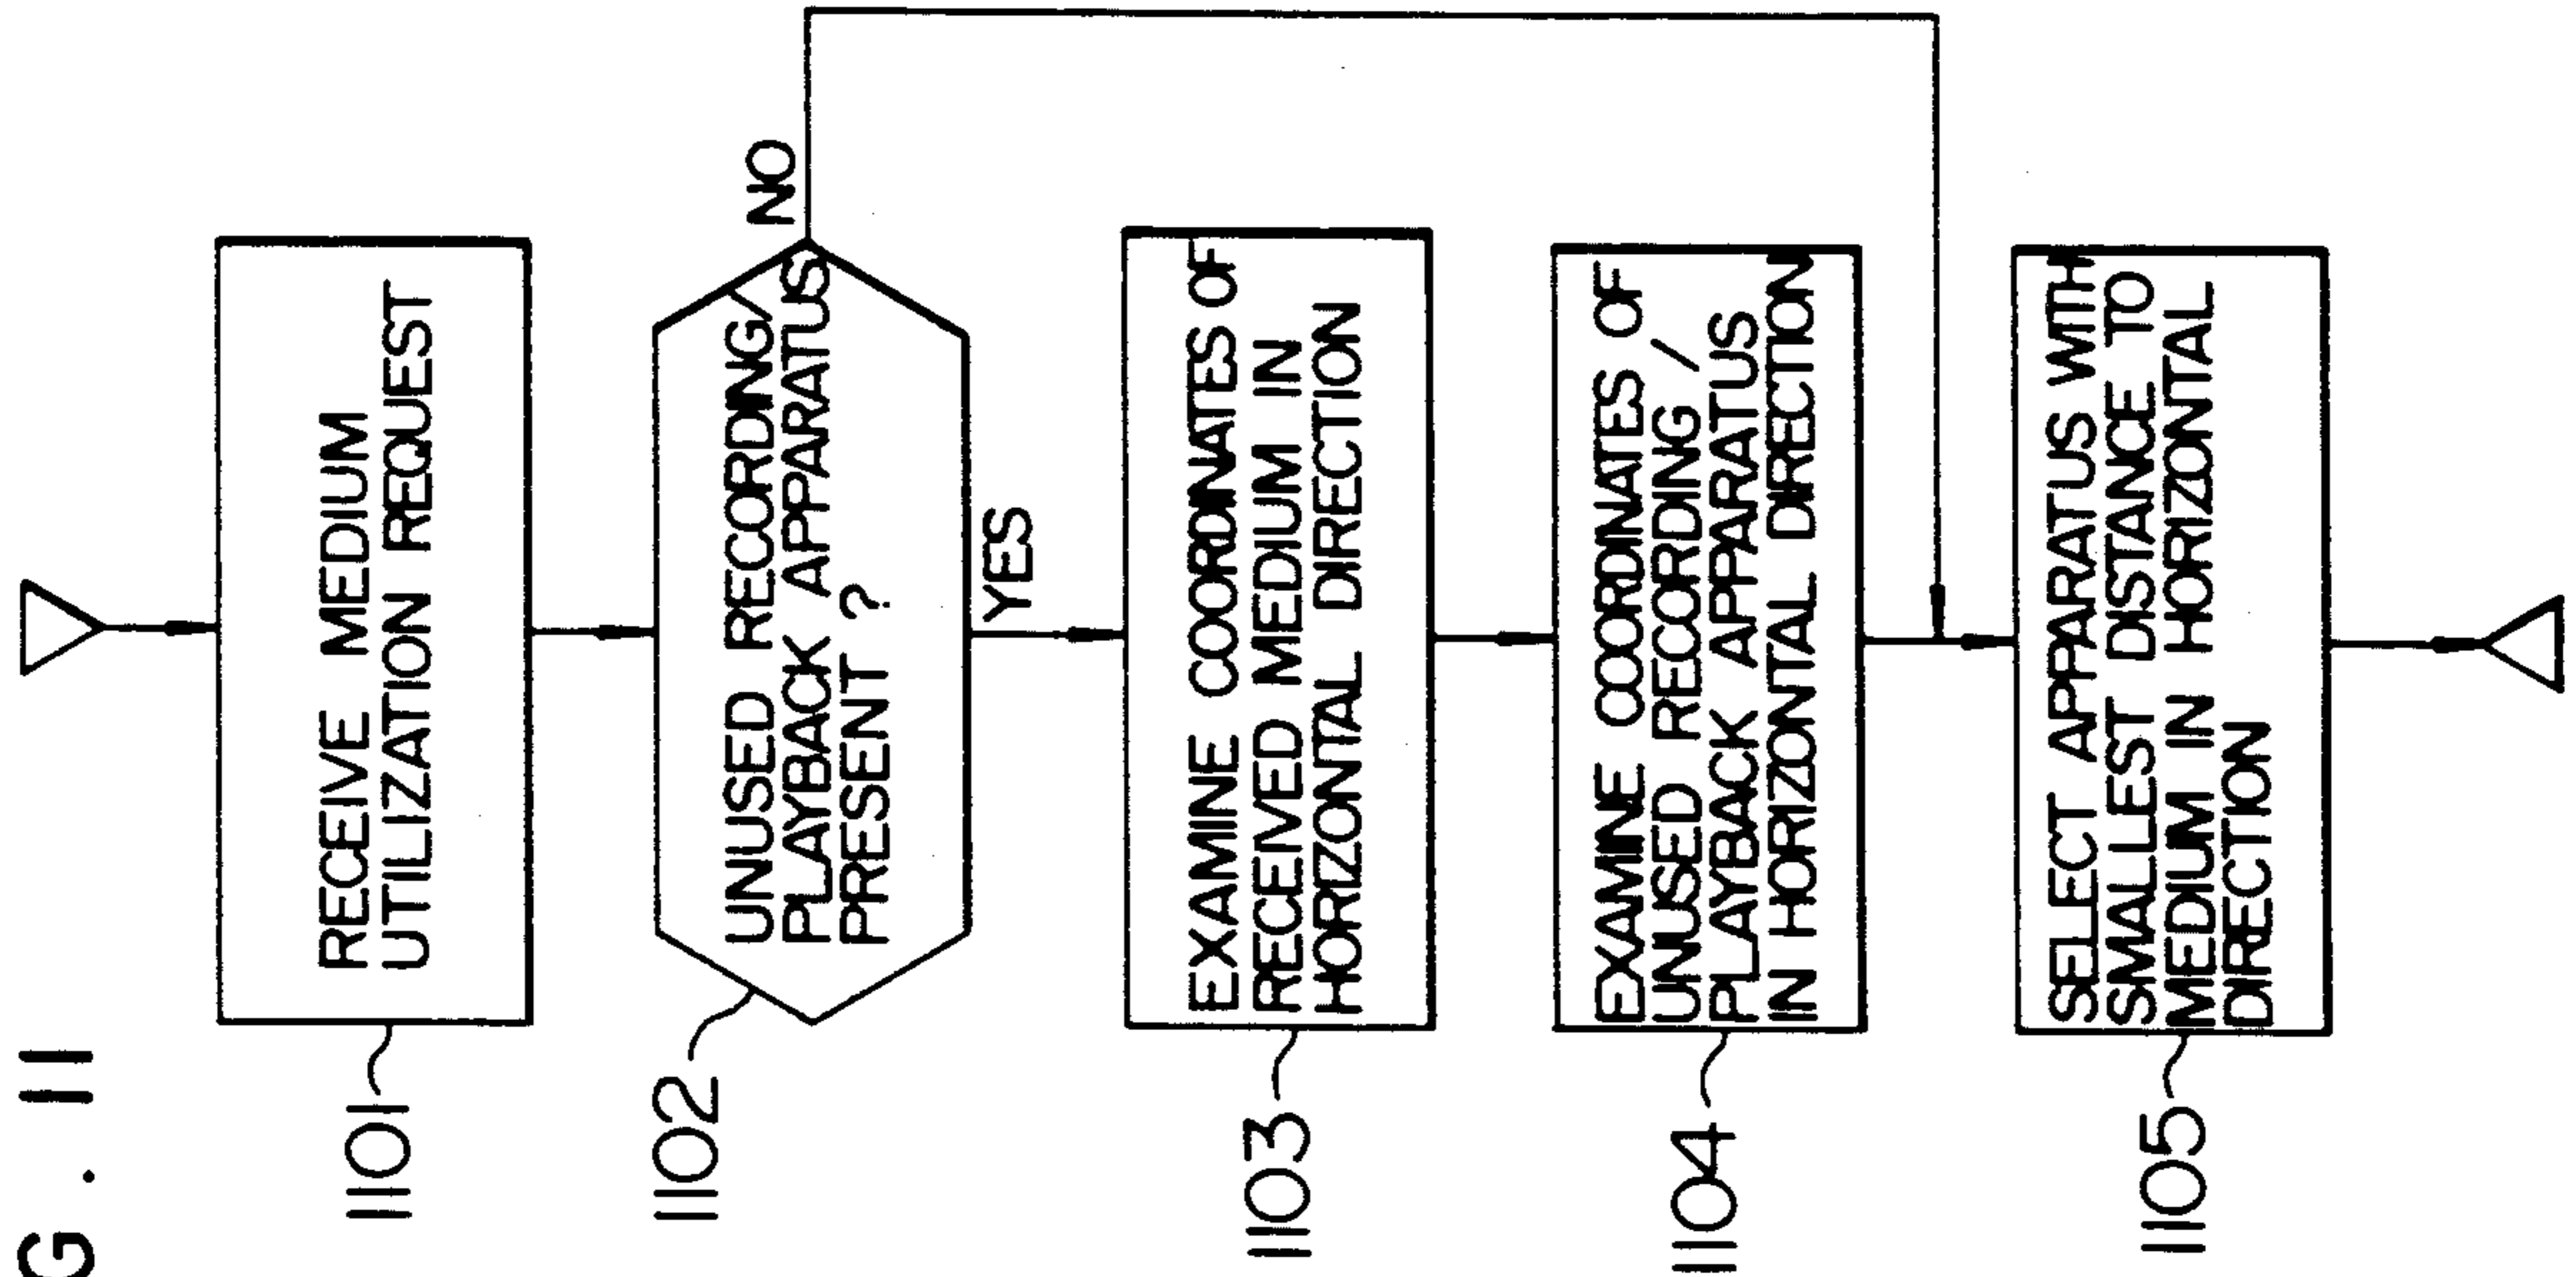 G. 11
1101
RECEIVE MEDIUM
UTILIZATION REQUEST
1102
UNUSED RECORDING/
PLAYBACK APPARATUS
PRESENT ?
NO
YES
1103
EXAMINE COORDINATES OF
RECEIVED MEDIUM IN
HORIZONTAL DIRECTION
1104
EXAMINE COORDINATES OF
UNUSED RECORDING /
PLAYBACK APPARATUS
IN HORIZONTAL DIRECTION
1105
SELECT APPARATUS WITH
SMALLEST DISTANCE TO
MEDIUM IN HORIZONTAL
DIRECTION